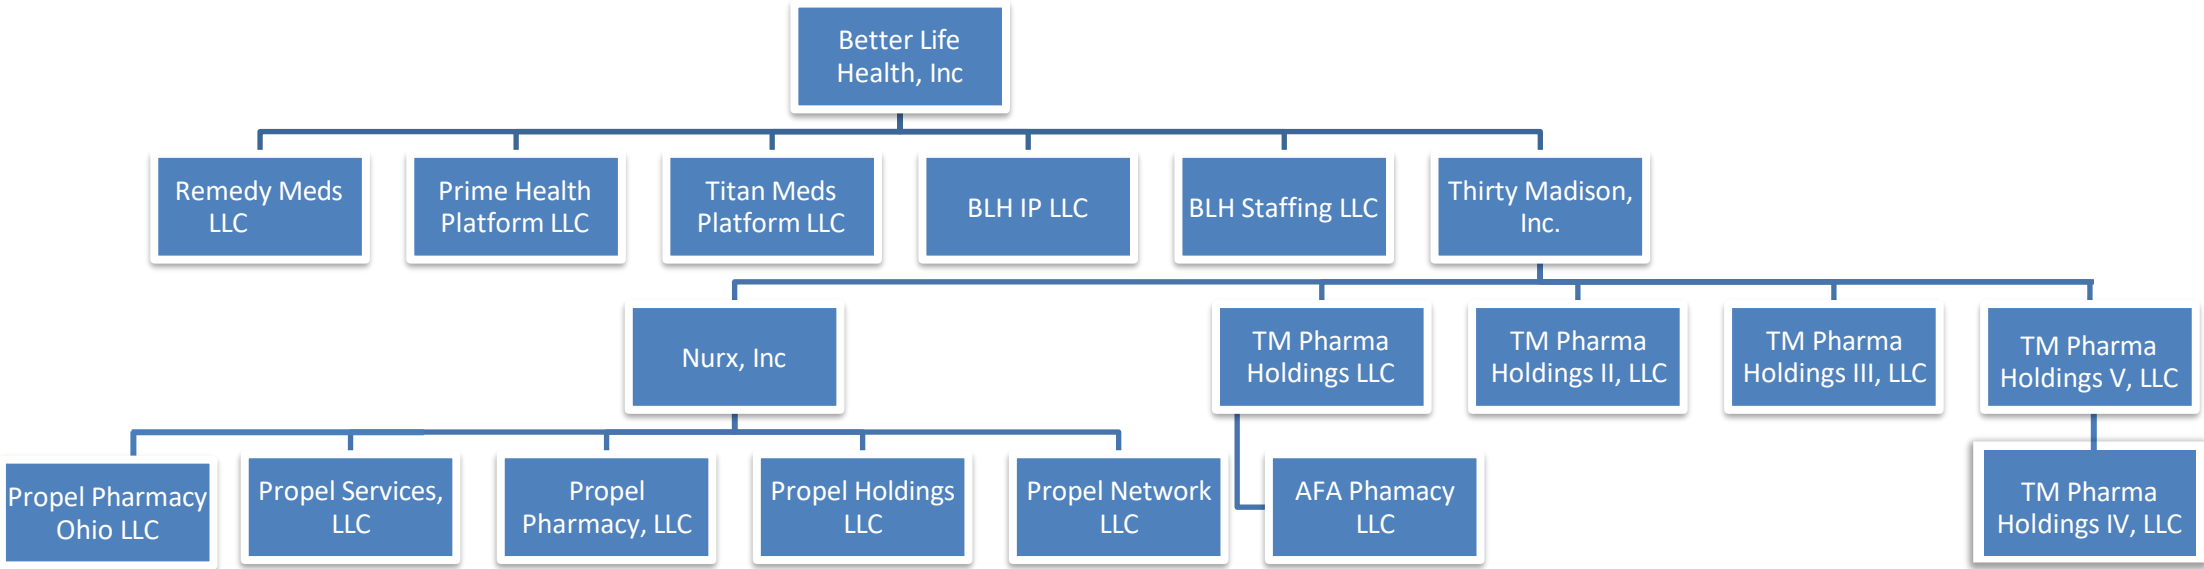 Better Life
Health, Inc
Remedy Meds
LLC
Prime Health
Platform LLC
Titan Meds
Platform LLC
BLH IP LLC
BLH Staffing LLC
Thirty Madison,
Inc.
Nurx, Inc
TM Pharma
Holdings LLC
TM Pharma
Holdings II, LLC
TM Pharma
Holdings III, LLC
TM Pharma
Holdings V, LLC
Propel Pharmacy
Ohio LLC
Propel Services,
LLC
Propel
Pharmacy, LLC
Propel Holdings
LLC
Propel Network
LLC
AFA Phamacy
LLC
TM Pharma
Holdings IV, LLC